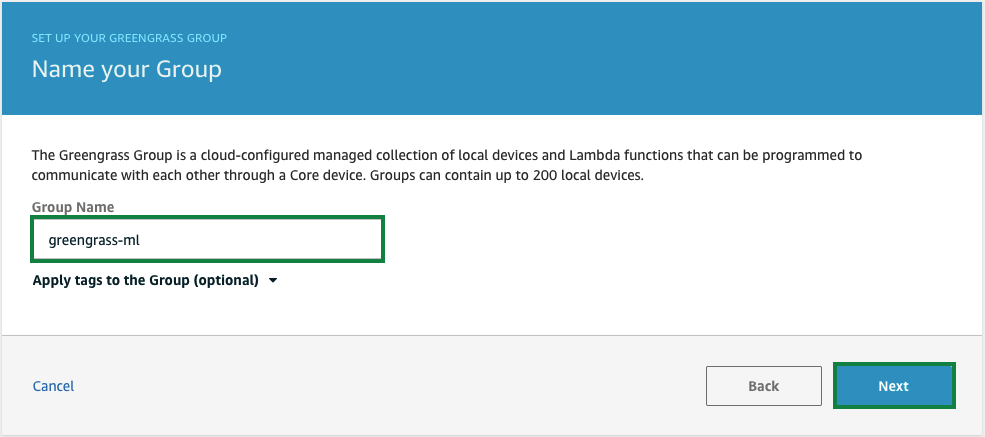 SET UP YOUR GREENGRASS GROUP
Name your Group
The Greengrass Group is a cloud-configured managed collection of local devices and Lambda functions that can be programmed to
communicate with each other through a Core device. Groups can contain up to 200 local devices.
Group Name
greengrass-ml
Apply tags to the Group (optional)
Cancel
Back
Next